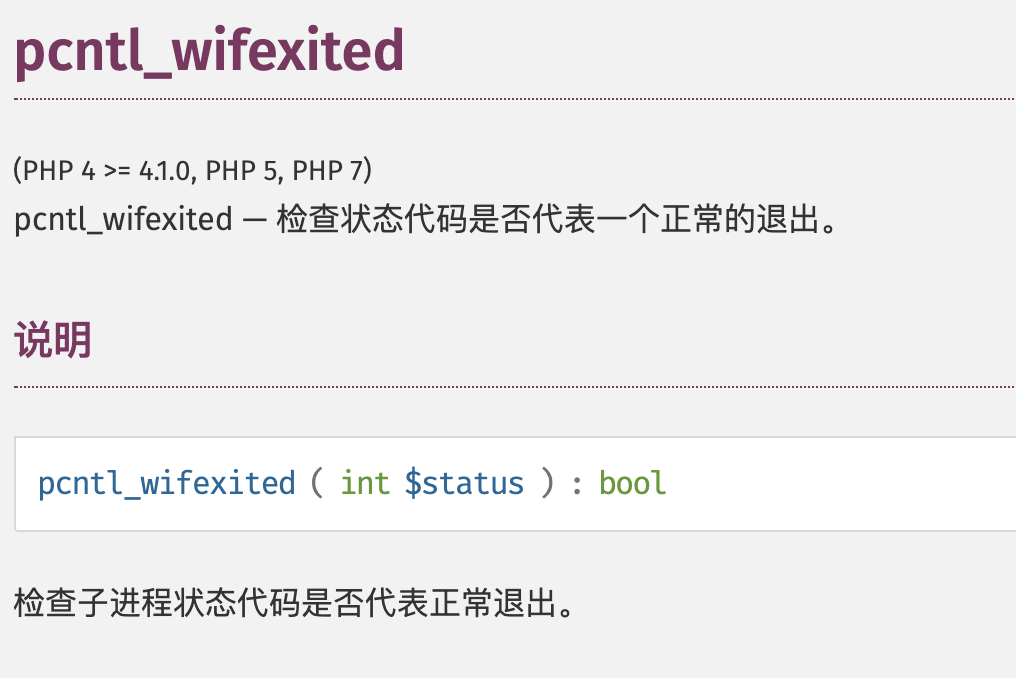 pcntl_wifexited
(PHP 4 >= 4.1.0, PHP 5, PHP 7)
pcntl_wifexited — 检查状态代码是否代表一个正常的退出。
说明
pcntl_wifexited ( int $status ) : bool
检查子进程状态代码是否代表正常退出。